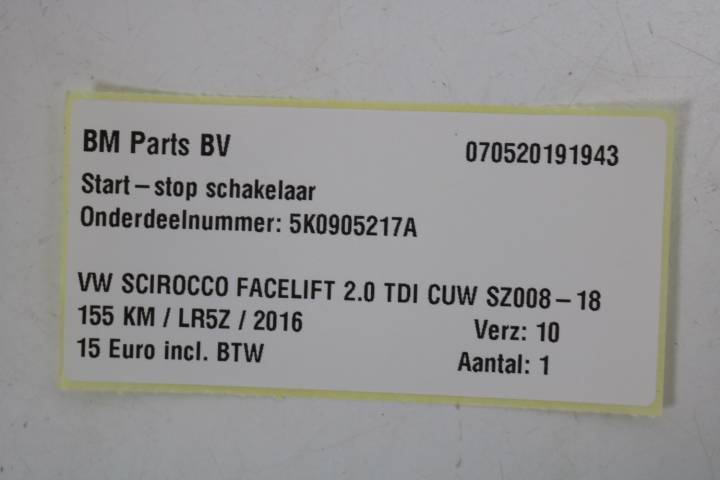 BM Parts BV 070520191943
Start-stop schakelaar
Onderdeelnummer: 5K0905217A
VW SCIROCCO FACELIFT 2.0 TDI CUW SZ008-18
155 KM / LR5Z / 2016 Verz: 10
15 Euro incl. BTW Aantal: 1